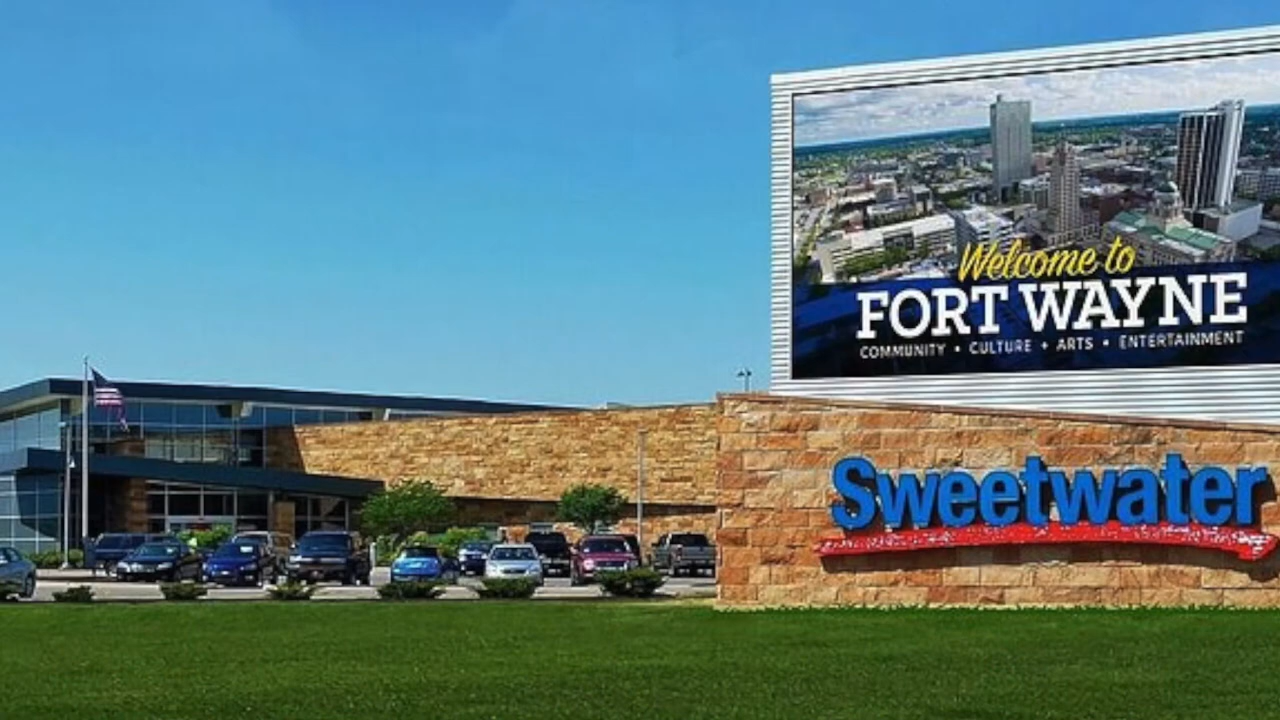 Welcome to
FORT WAYNE
COMMUNITY • CULTURE • ARTS • ENTERTAINMENT
Sweetwater